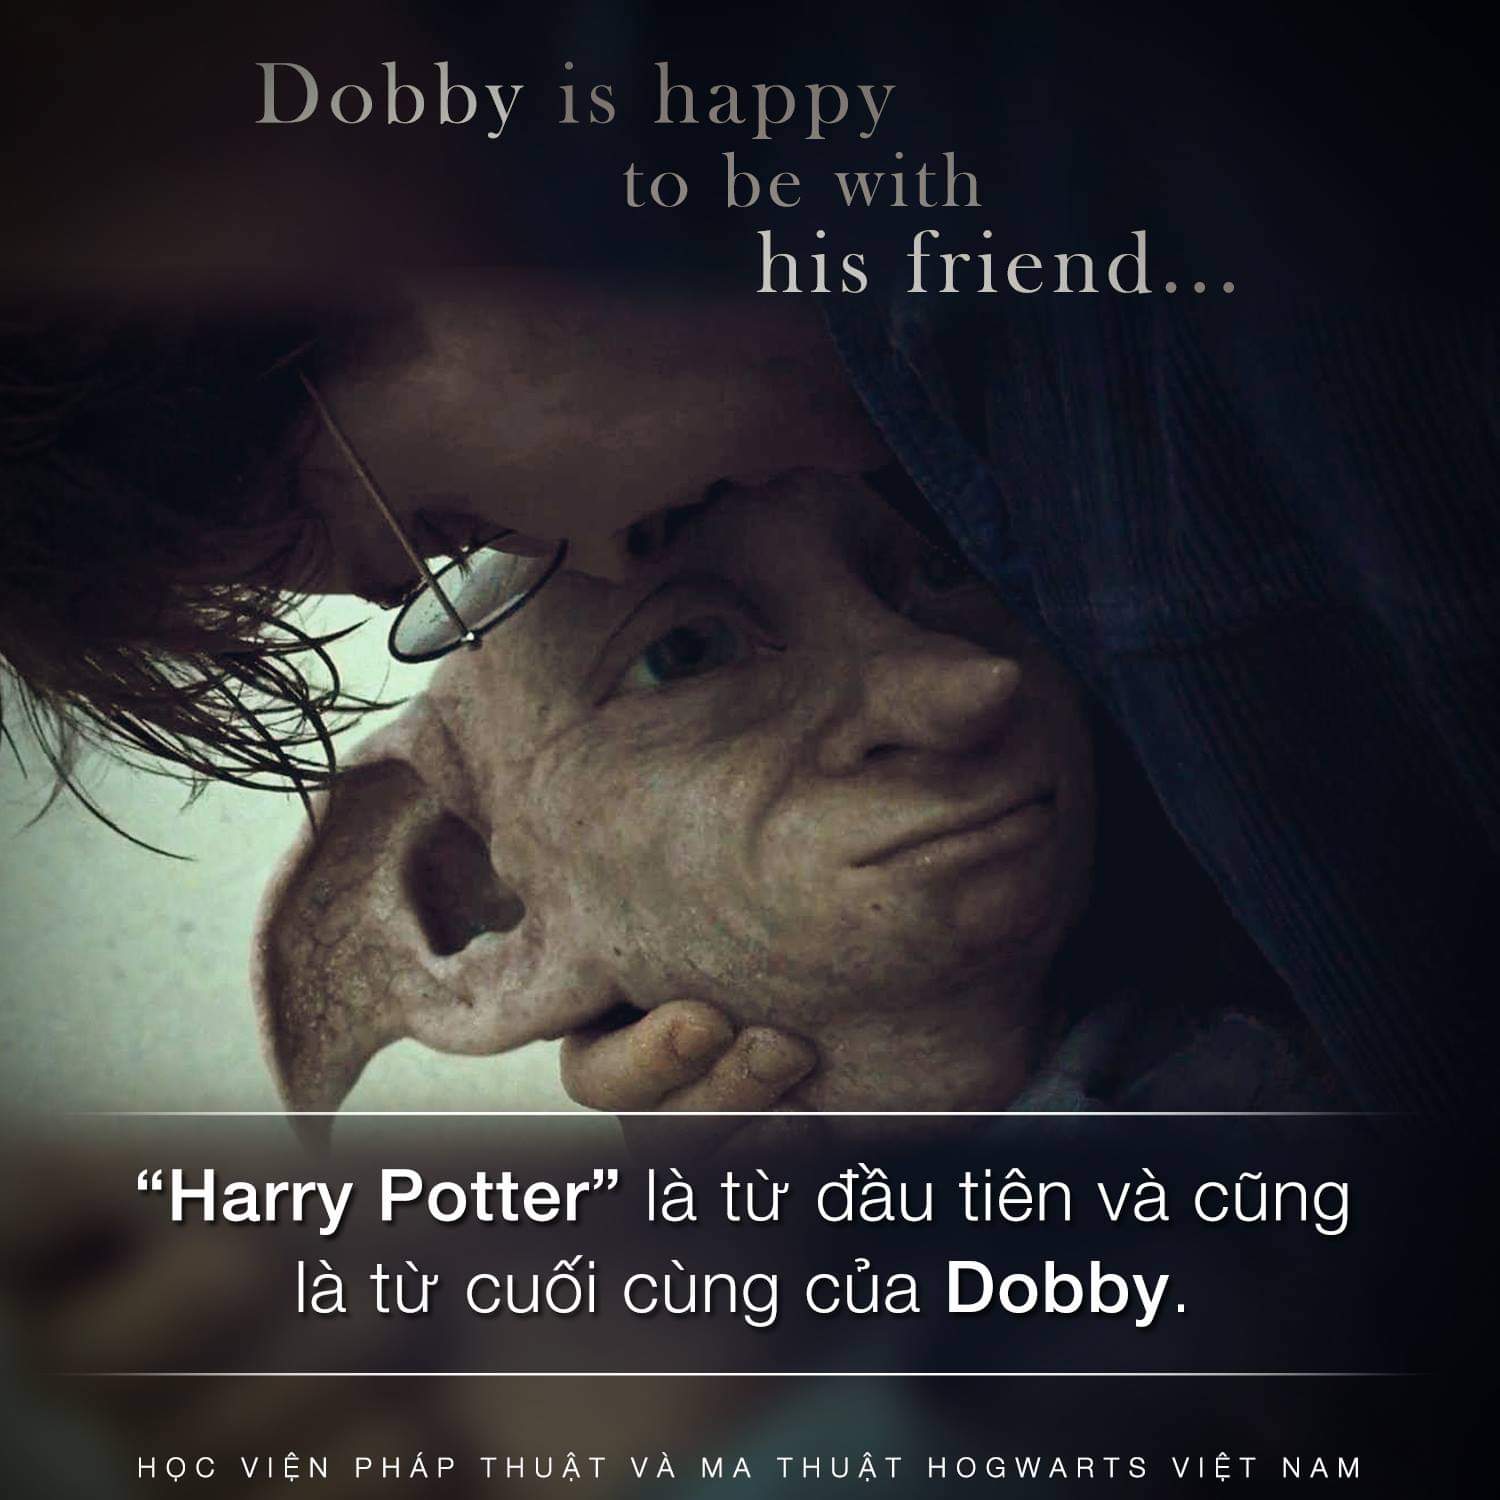 Dobby is happy
to be with
his friend...
“Harry Potter” là từ đầu tiên và cũng
là từ cuối cùng của Dobby.
HỌC VIỆN PHÁP THUẬT VÀ MA THUẬT HOGWARTS VIỆT NAM